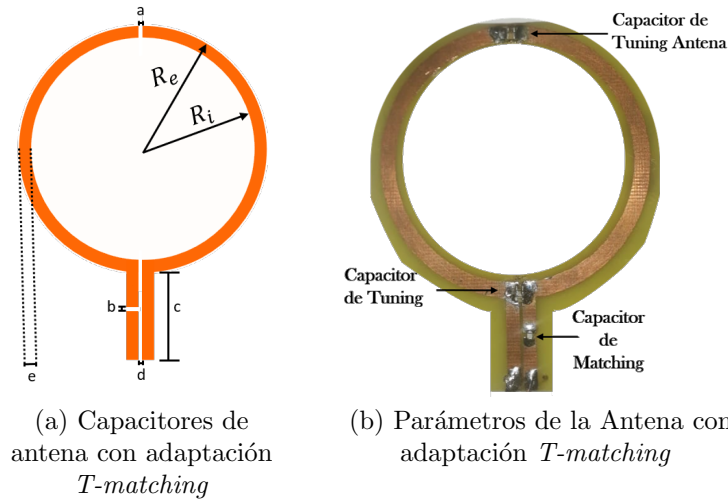 a
R_e
R_i
b
c
d
e
Capacitor de
Tuning Antena
Capacitor
de Tuning
Capacitor
de
Matching
(a) Capacitores de
antena con adaptación
T-matching
(b) Parámetros de la Antena con
adaptación T-matching